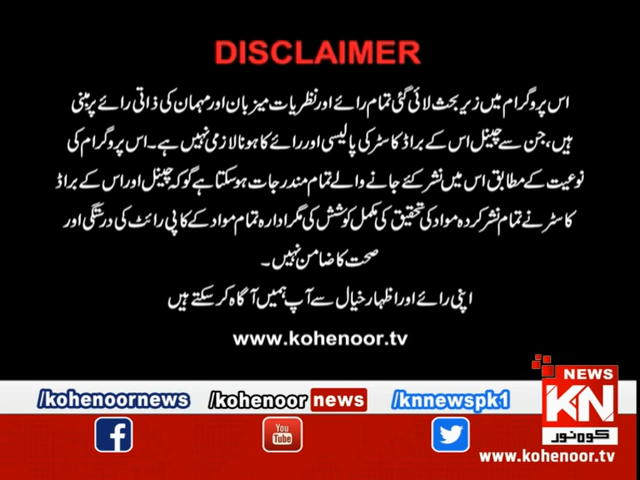 DISCLAIMER
اس پروگرام میں زیر بحث لائی گئی تمام رائے اور نظریات میزبان اور مہمان کی ذاتی رائے پر مبنی
ہیں، جن سے چینل اس کے براڈ کاسٹر کی پالیسی اور رائے کا ہونا لازمی نہیں ہے۔ اس پروگرام کی
نوعیت کے مطابق اس میں نشر کئے جانے والے تمام مندرجات ہو سکتا ہے گو کہ چینل اور اس کے براڈ
کاسٹر نے تمام نشر کردہ مواد کی تحقیق کی مکمل کوشش کی مگر ادارہ تمام مواد کے کاپی رائٹ کی درستگی اور
صحت کا ضامن نہیں۔
اپنی رائے اور اظہار خیال سے آپ ہمیں آگاہ کر سکتے ہیں
www.kohenoor.tv
/kohenoornews /kohenoor news /knnewspk1
f You Tube
NEWS
KN
کوہ نور
www.kohenoor.tv